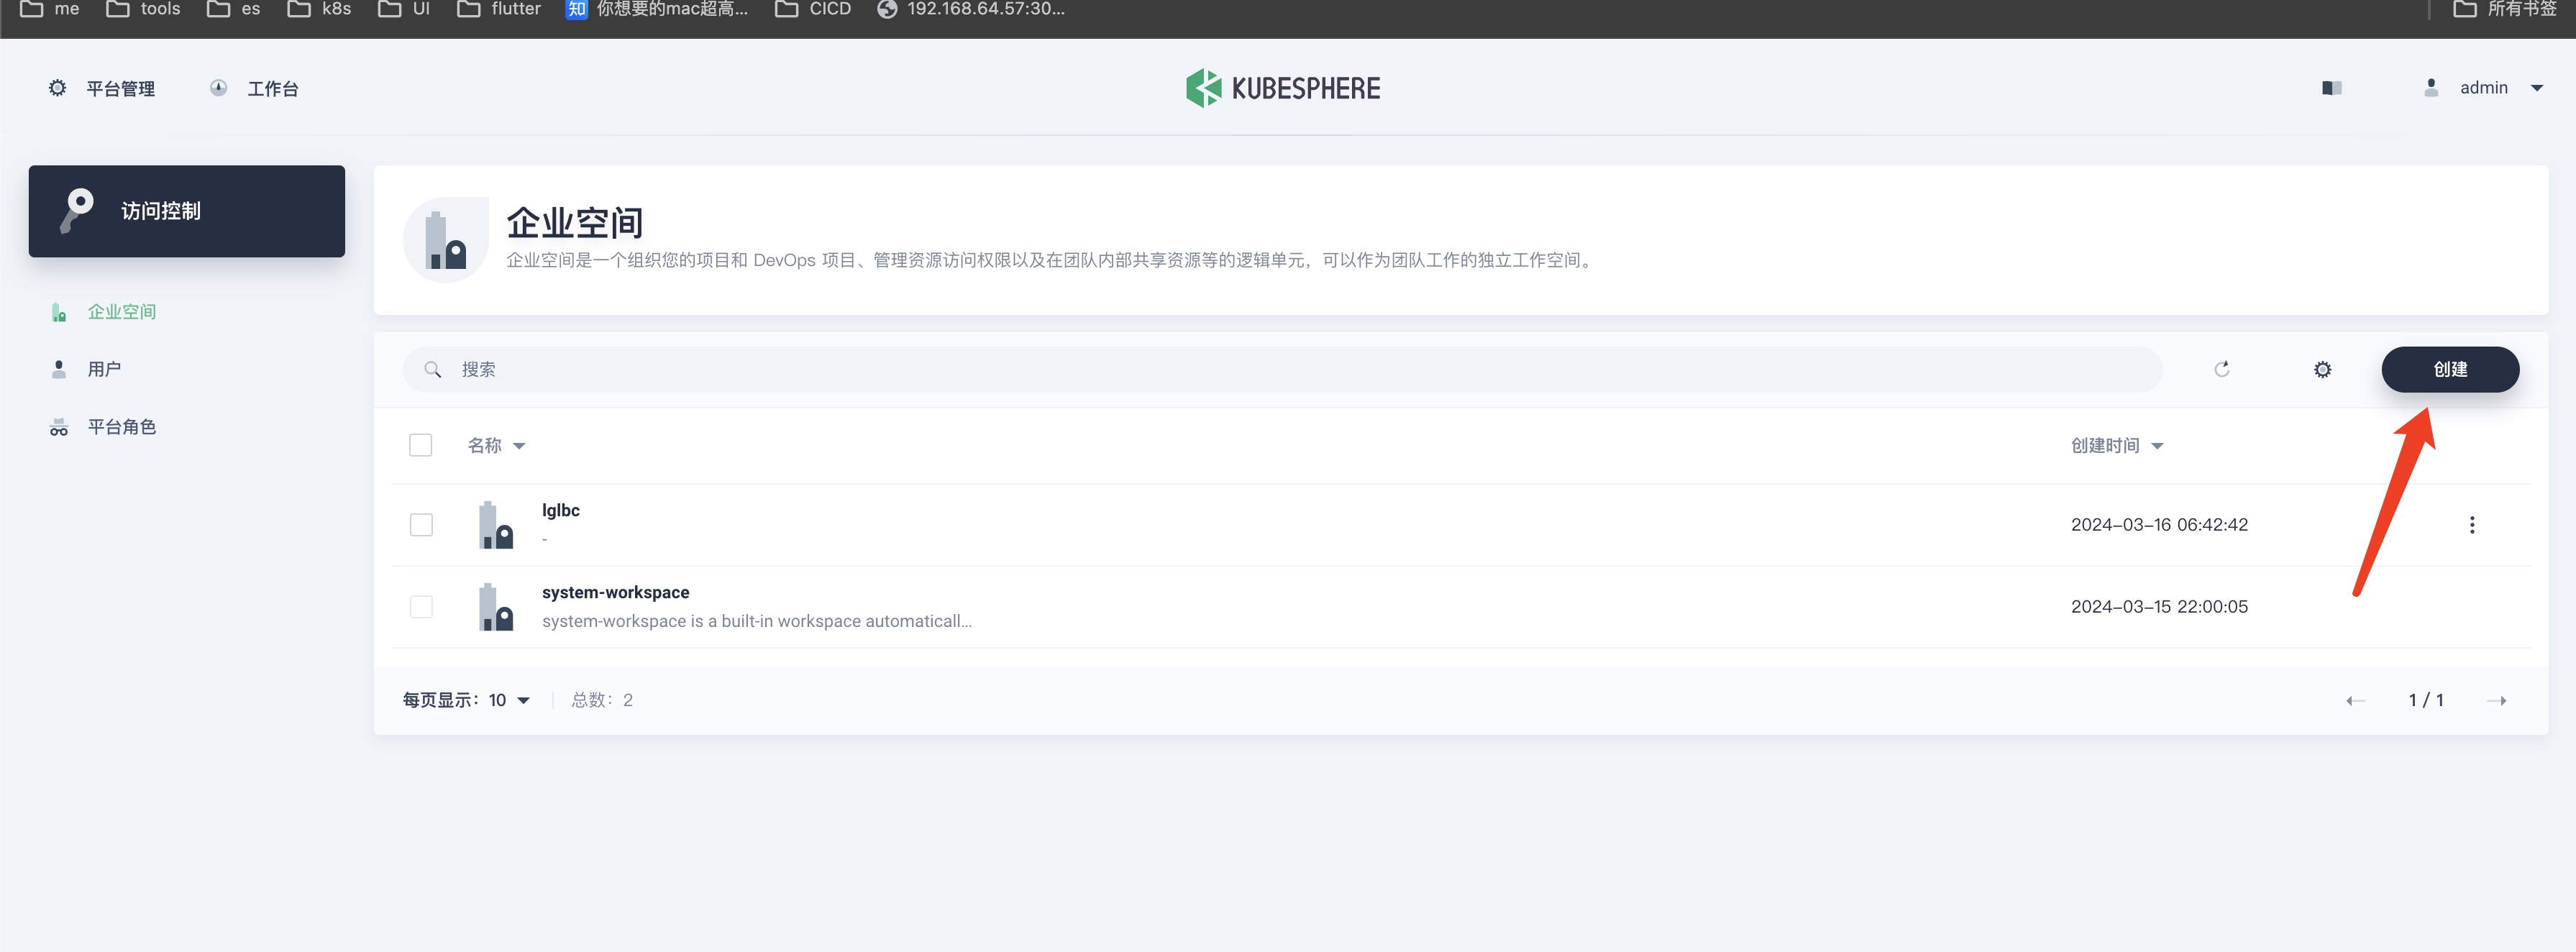 me tools es k8s UI flutter 知 你想要的mac超高... CICD 192.168.64.57:30... 所有书签
平台管理 工作台 KUBESPHERE admin
访问控制
企业空间
企业空间是一个组织您的项目和 DevOps 项目、管理资源访问权限以及在团队内部共享资源等的逻辑单元，可以作为团队工作的独立工作空间。
企业空间
用户
平台角色
搜索 创建
名称 创建时间
lglbc
-
2024-03-16 06:42:42
system-workspace
system-workspace is a built-in workspace automaticall...
2024-03-15 22:00:05
每页显示：10 总数：2 1 / 1